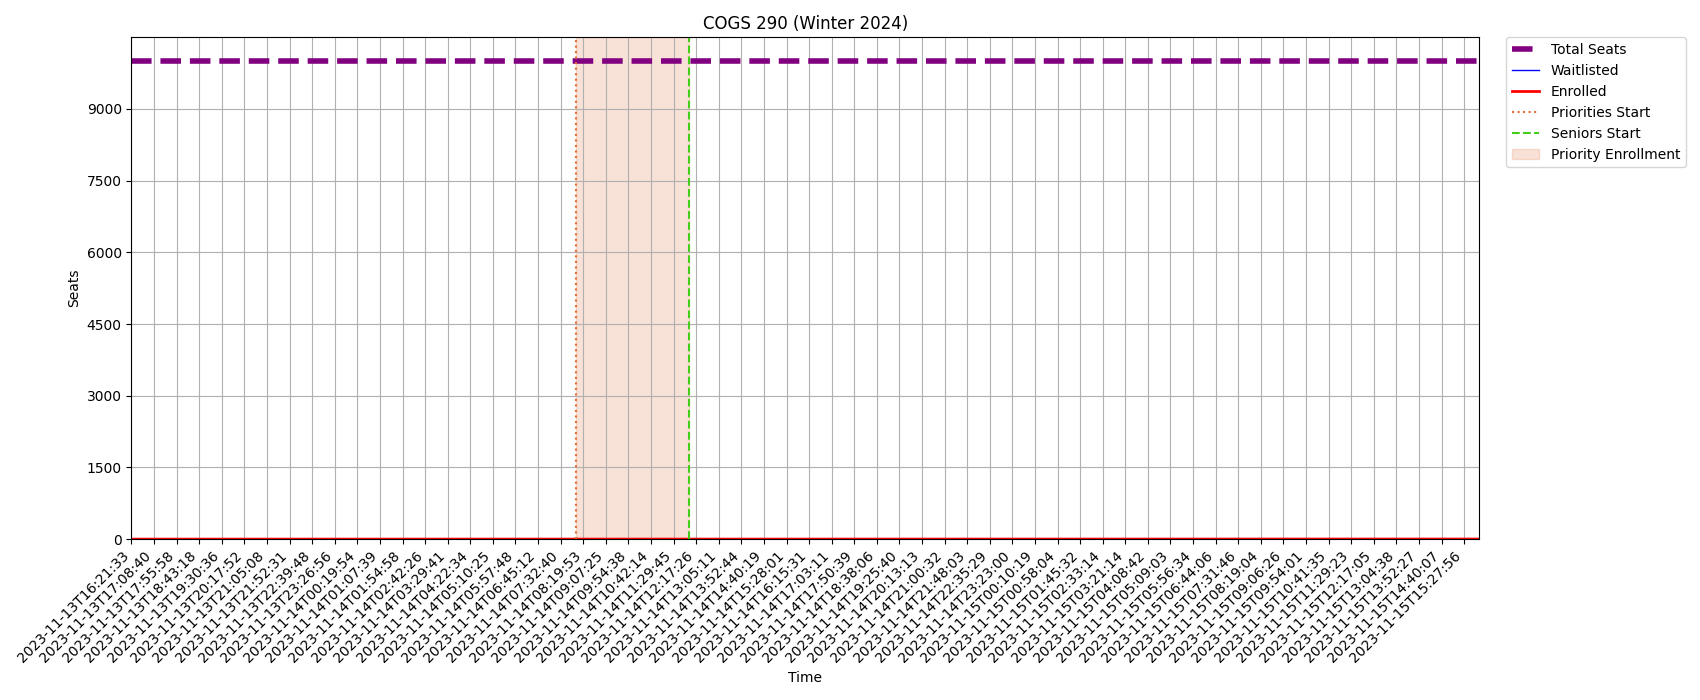 COGS 290 (Winter 2024)
Total Seats
Waitlisted
Enrolled
Priorities Start
Seniors Start
Priority Enrollment
Seats
9000
7500
6000
4500
3000
1500
0
2023-11-13T16:21:33
2023-11-13T17:08:40
2023-11-13T17:55:58
2023-11-13T18:43:18
2023-11-13T19:30:36
2023-11-13T20:17:52
2023-11-13T21:05:08
2023-11-13T21:52:31
2023-11-13T22:39:48
2023-11-13T23:26:56
2023-11-14T00:19:54
2023-11-14T01:07:39
2023-11-14T01:54:58
2023-11-14T02:42:26
2023-11-14T03:29:41
2023-11-14T04:22:34
2023-11-14T05:10:25
2023-11-14T05:57:48
2023-11-14T06:45:12
2023-11-14T07:32:40
2023-11-14T08:19:53
2023-11-14T09:07:25
2023-11-14T09:54:38
2023-11-14T10:42:14
2023-11-14T11:29:45
2023-11-14T12:17:26
2023-11-14T13:05:11
2023-11-14T13:52:44
2023-11-14T14:40:19
2023-11-14T15:28:01
2023-11-14T16:15:31
2023-11-14T17:03:11
2023-11-14T17:50:39
2023-11-14T18:38:06
2023-11-14T19:25:40
2023-11-14T20:13:13
2023-11-14T21:00:32
2023-11-14T21:48:03
2023-11-14T22:35:29
2023-11-14T23:23:00
2023-11-15T00:10:19
2023-11-15T00:58:04
2023-11-15T01:45:32
2023-11-15T02:33:14
2023-11-15T03:21:14
2023-11-15T04:08:42
2023-11-15T05:09:03
2023-11-15T05:56:34
2023-11-15T06:44:06
2023-11-15T07:31:46
2023-11-15T08:19:04
2023-11-15T09:06:26
2023-11-15T09:54:01
2023-11-15T10:41:35
2023-11-15T11:29:23
2023-11-15T12:17:05
2023-11-15T13:04:38
2023-11-15T13:52:27
2023-11-15T14:40:07
2023-11-15T15:27:56
Time